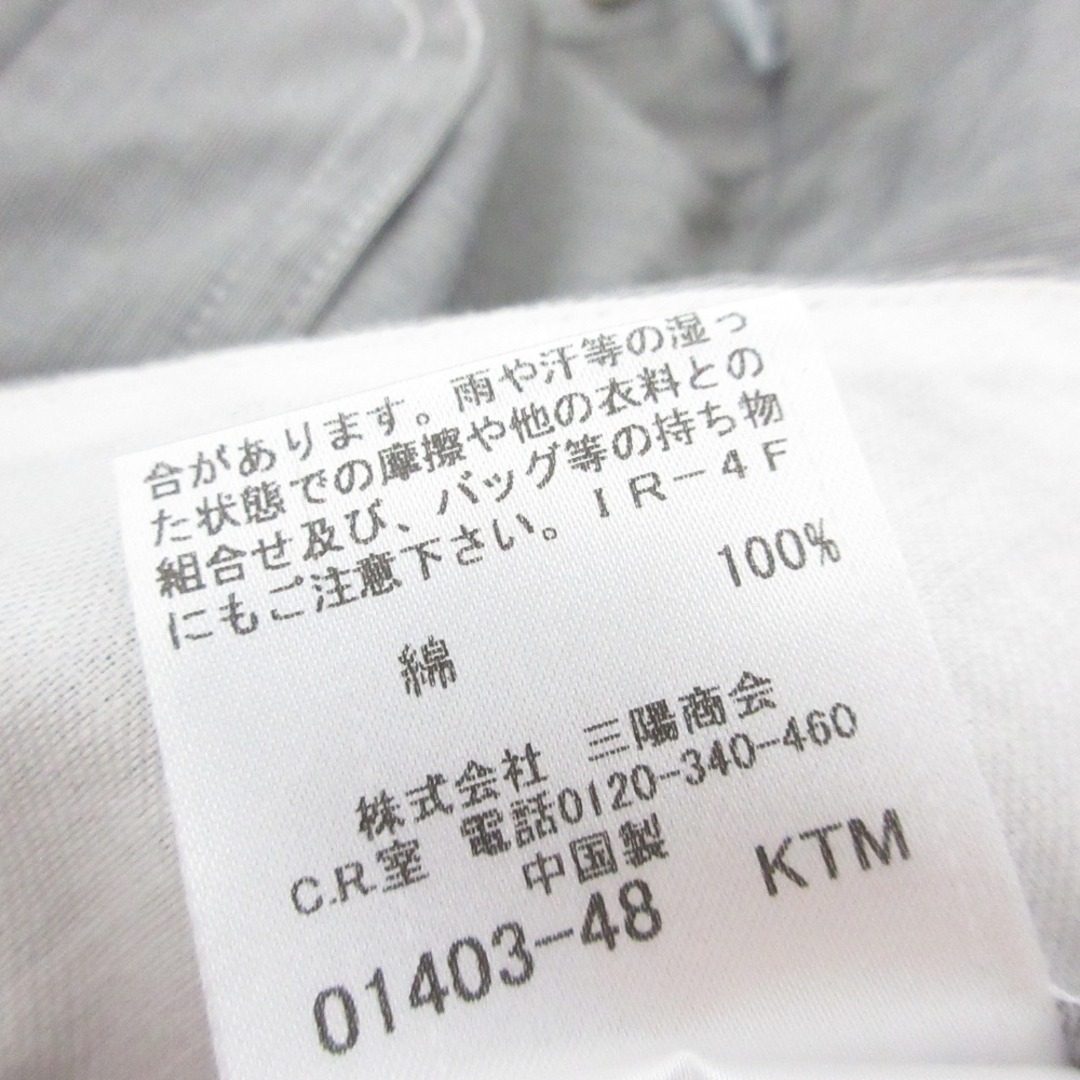 合があります。雨や汗等の湿っ
た状態での摩擦や他の衣料との
組合せ及び、バッグ等の持ち物
にもご注意下さい。IR-4F
綿 100%
株式会社 三陽商会
C.R.室 電話0120-340-460
中国製 KTM
01403-48